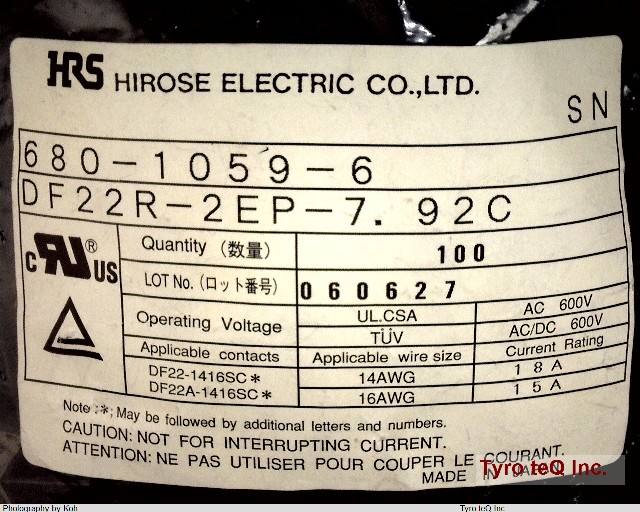 HRS HIROSE ELECTRIC CO.,LTD.
SN
680-1059-6
DF22R-2EP-7.92C
Quantity (数量) 100
LOT No. (ロット番号) 060627
c RU ® US
Operating Voltage UL.CSA AC 600V
TÜV AC/DC 600V
Applicable contacts Applicable wire size Current Rating
DF22-1416SC* 14AWG 18A
DF22A-1416SC* 16AWG 15A
Note :*; May be followed by additional letters and numbers.
CAUTION: NOT FOR INTERRUPTING CURRENT.
ATTENTION: NE PAS UTILISER POUR COUPER LE COURANT.
MADE IN JAPAN.
Tyro teQ Inc.
Photography by Koh
Tyro teQ Inc